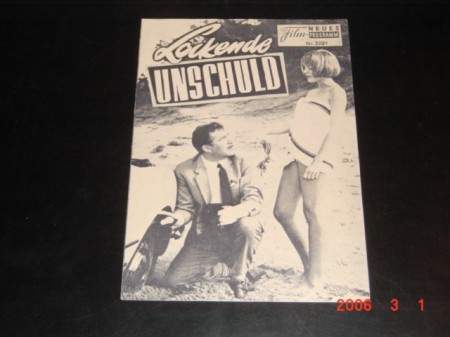 Lockende
UNSCHULD
NEUES
Film-PROGRAMM
2006 3 1